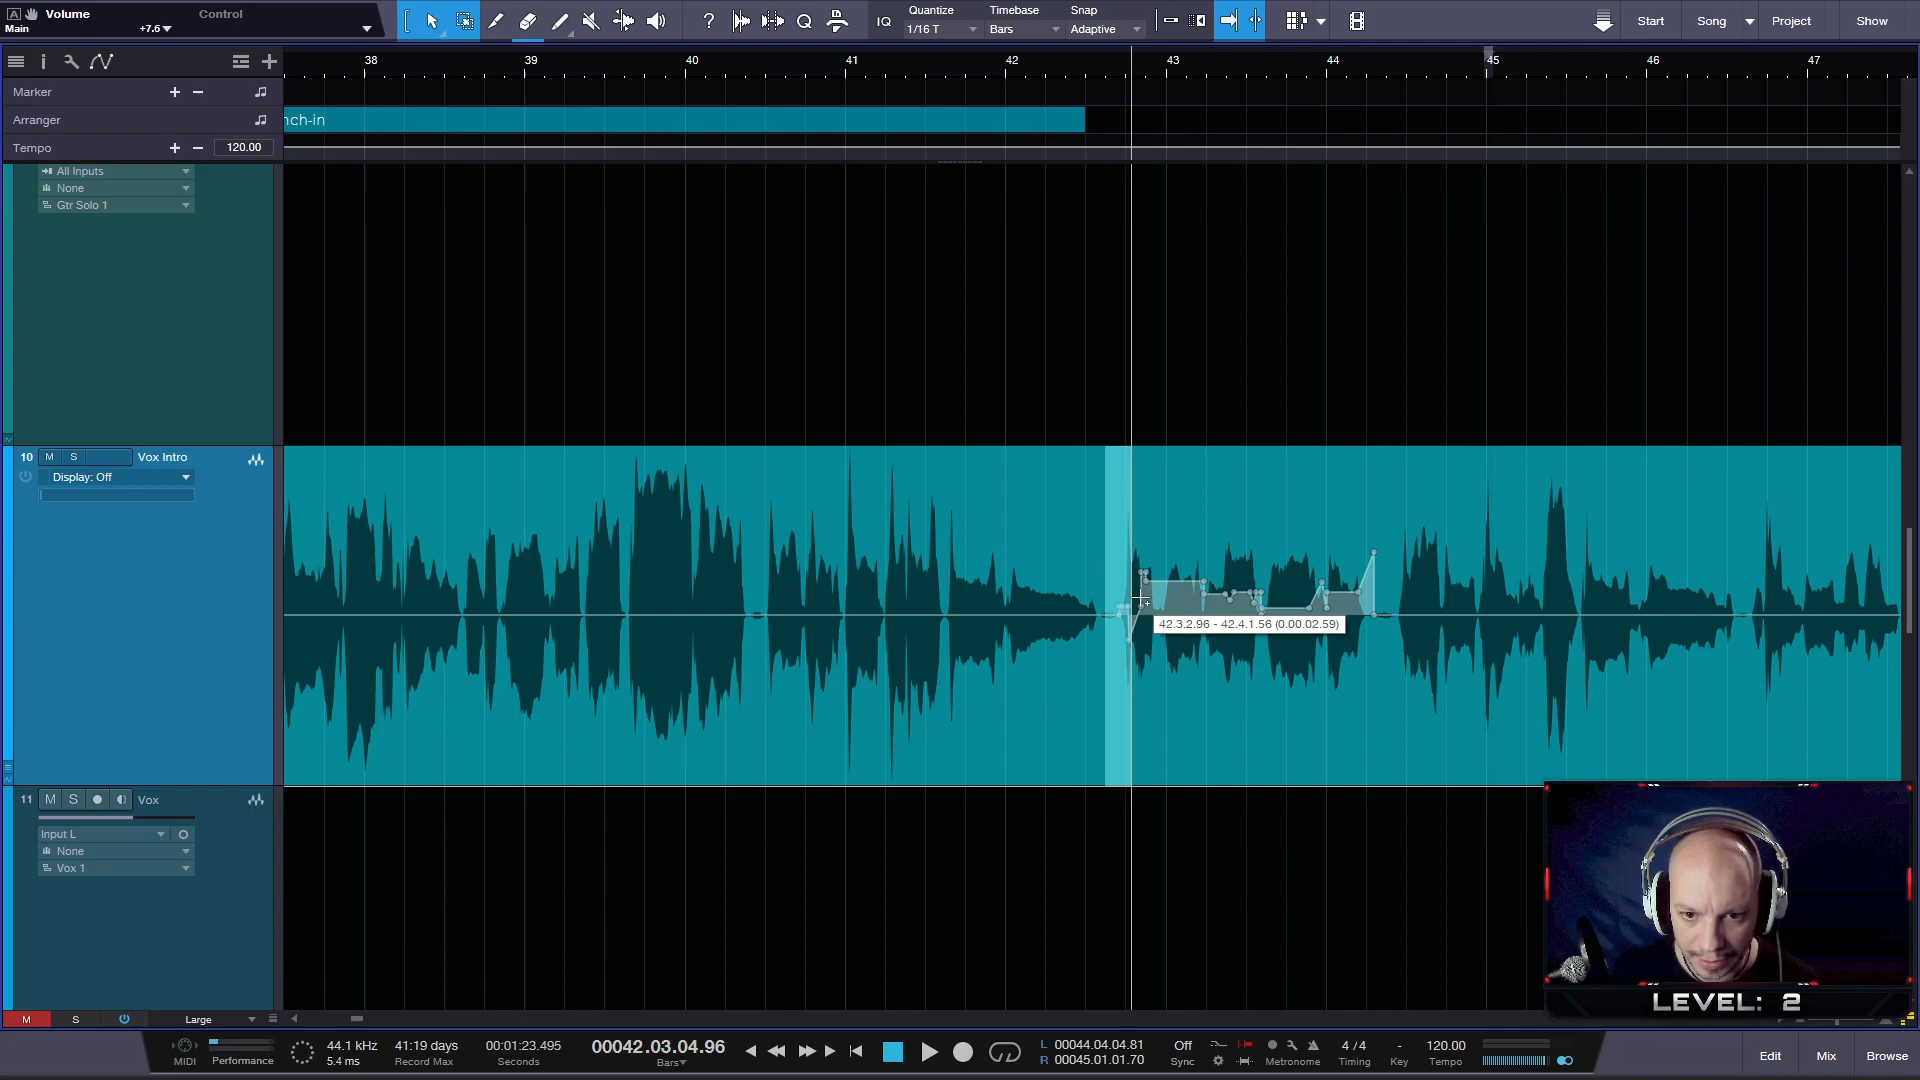 Volume Control
Main +7.6
IQ
Quantize
1/16 T
Timebase
Bars
Snap
Adaptive
Start Song Project Show
38 39 40 41 42 43 44 45 46 47
Marker
Arranger
nch-in
Tempo 120.00
All Inputs
None
Gtr Solo 1
10 M S Vox Intro
Display: Off
42.3.2.96 - 42.4.1.56 (0.00.02.59)
11 M S Vox
Input L
None
Vox 1
LEVEL: 2
M S Large
MIDI
Performance
44.1 kHz
5.4 ms
41:19 days
Record Max
00:01:23.495
Seconds
00042.03.04.96
Bars
L 00044.04.04.81
R 00045.01.01.70
Off
Sync
Metronome
4 / 4
Timing
-
Key
120.00
Tempo
Edit Mix Browse